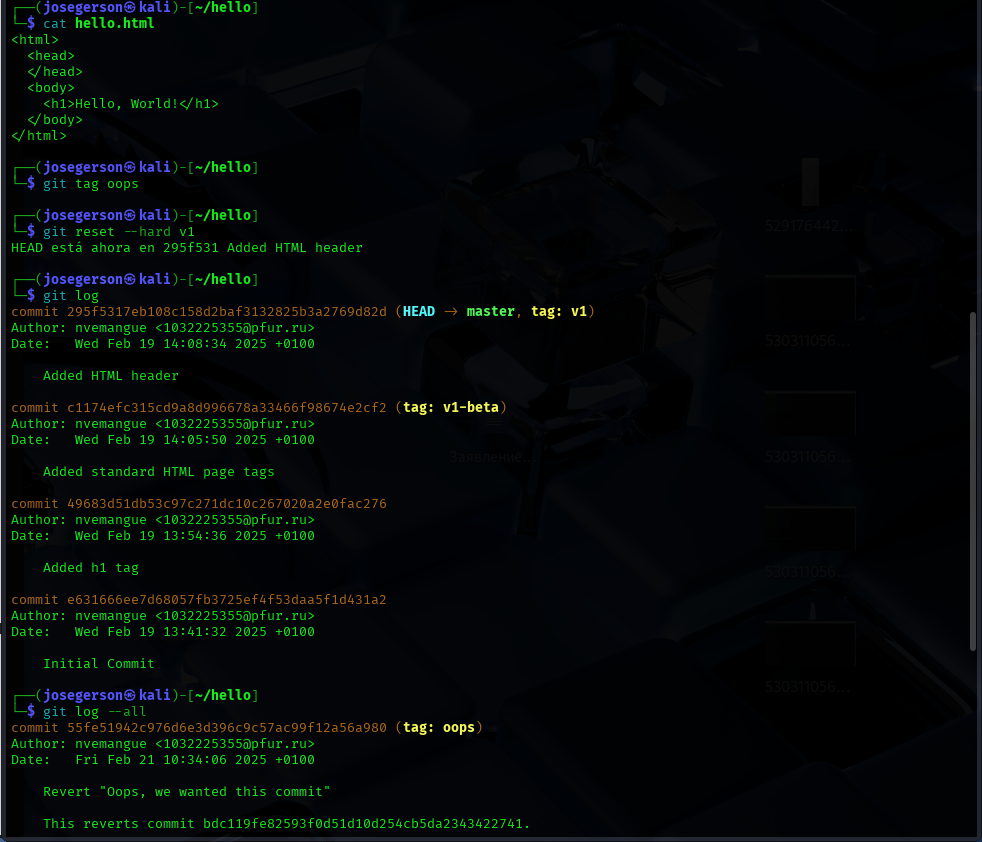 ┌──(josegerson㉿kali)-[~/hello]
└─$ cat hello.html
<html>
  <head>
  </head>
  <body>
    <h1>Hello, World!</h1>
  </body>
</html>
┌──(josegerson㉿kali)-[~/hello]
└─$ git tag oops
┌──(josegerson㉿kali)-[~/hello]
└─$ git reset --hard v1
HEAD está ahora en 295f531 Added HTML header
┌──(josegerson㉿kali)-[~/hello]
└─$ git log
commit 295f5317eb108c158d2baf3132825b3a2769d82d (HEAD -> master, tag: v1)
Author: nvemangue <1032225355@pfur.ru>
Date:   Wed Feb 19 14:08:34 2025 +0100
    Added HTML header
commit c1174efc315cd9a8d996678a33466f98674e2cf2 (tag: v1-beta)
Author: nvemangue <1032225355@pfur.ru>
Date:   Wed Feb 19 14:05:50 2025 +0100
    Added standard HTML page tags
commit 49683d51db53c97c271dc10c267020a2e0fac276
Author: nvemangue <1032225355@pfur.ru>
Date:   Wed Feb 19 13:54:36 2025 +0100
    Added h1 tag
commit e631666ee7d68057fb3725ef4f53daa5f1d431a2
Author: nvemangue <1032225355@pfur.ru>
Date:   Wed Feb 19 13:41:32 2025 +0100
    Initial Commit
┌──(josegerson㉿kali)-[~/hello]
└─$ git log --all
commit 55fe51942c976d6e3d396c9c57ac99f12a56a980 (tag: oops)
Author: nvemangue <1032225355@pfur.ru>
Date:   Fri Feb 21 10:34:06 2025 +0100
    Revert "Oops, we wanted this commit"
    This reverts commit bdc119fe82593f0d51d10d254cb5da2343422741.
529176442...
530311056...
Заявление...
530311056...
530311056...
530311056...